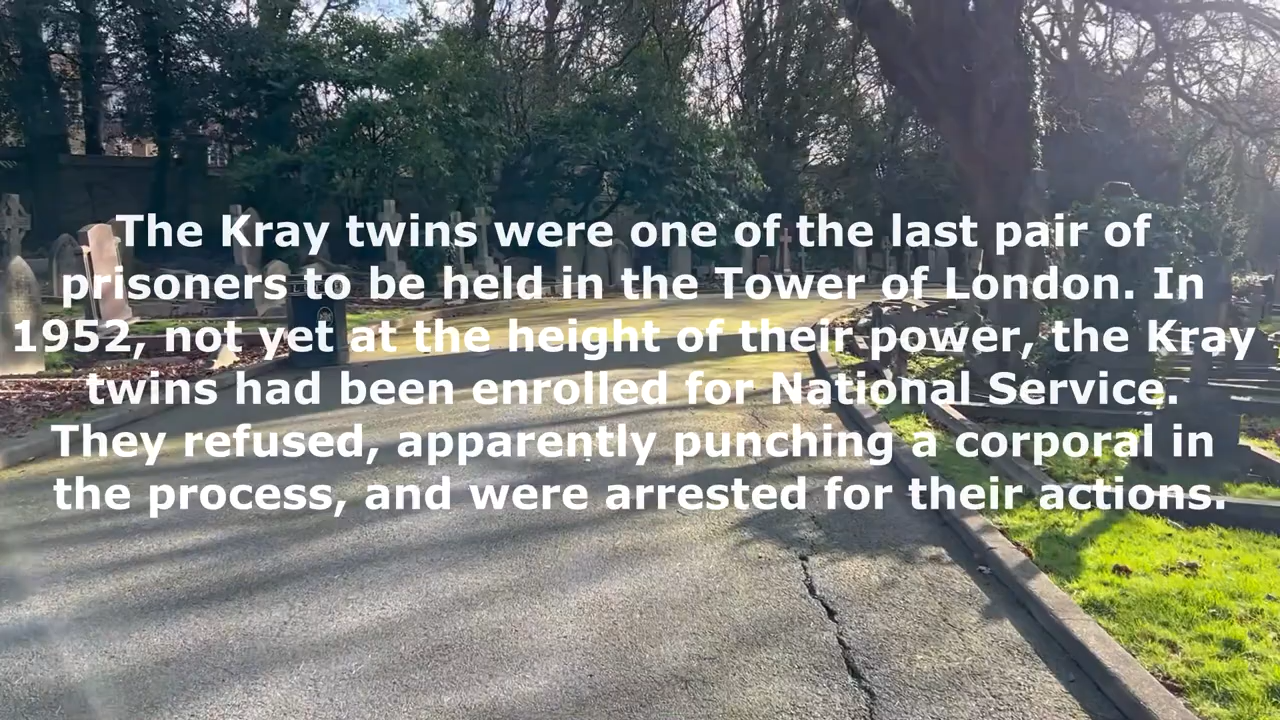 The Kray twins were one of the last pair of
prisoners to be held in the Tower of London. In
1952, not yet at the height of their power, the Kray
twins had been enrolled for National Service.
They refused, apparently punching a corporal in
the process, and were arrested for their actions.